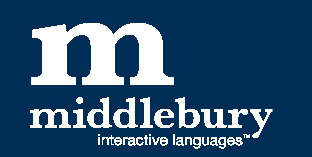 m
middlebury
interactive languages™